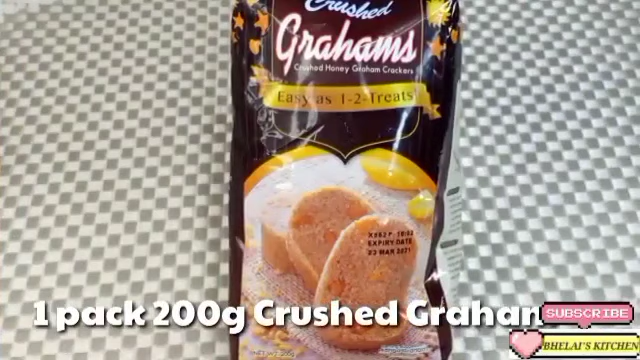 Crushed
Grahams
Crushed Honey Graham Crackers
Easy as 1-2-Treats
EXPIRY DATE
23 MAR 2021
1 pack 200g Crushed Graham
SUBSCRIBE
BHELAI'S KITCHEN